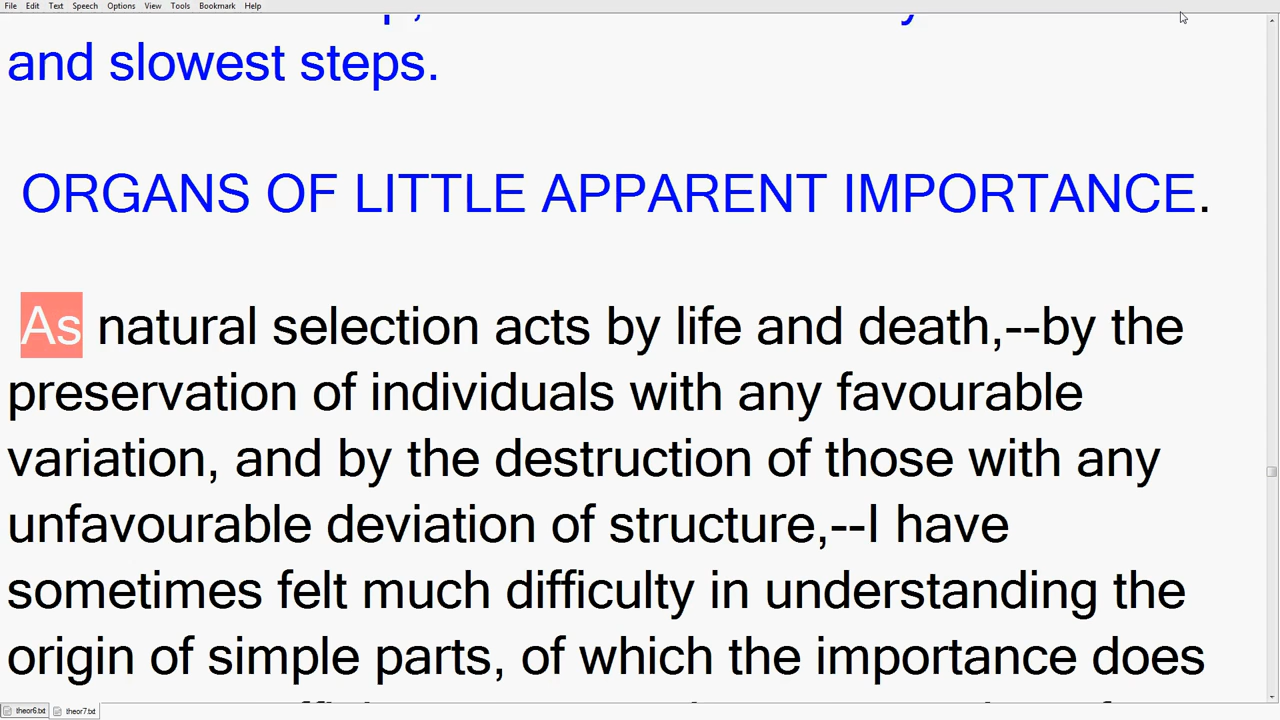 File Edit Text Speech Options View Tools Bookmark Help
and slowest steps.
ORGANS OF LITTLE APPARENT IMPORTANCE.
As natural selection acts by life and death,--by the
preservation of individuals with any favourable
variation, and by the destruction of those with any
unfavourable deviation of structure,--I have
sometimes felt much difficulty in understanding the
origin of simple parts, of which the importance does
theor6.txt theor7.txt